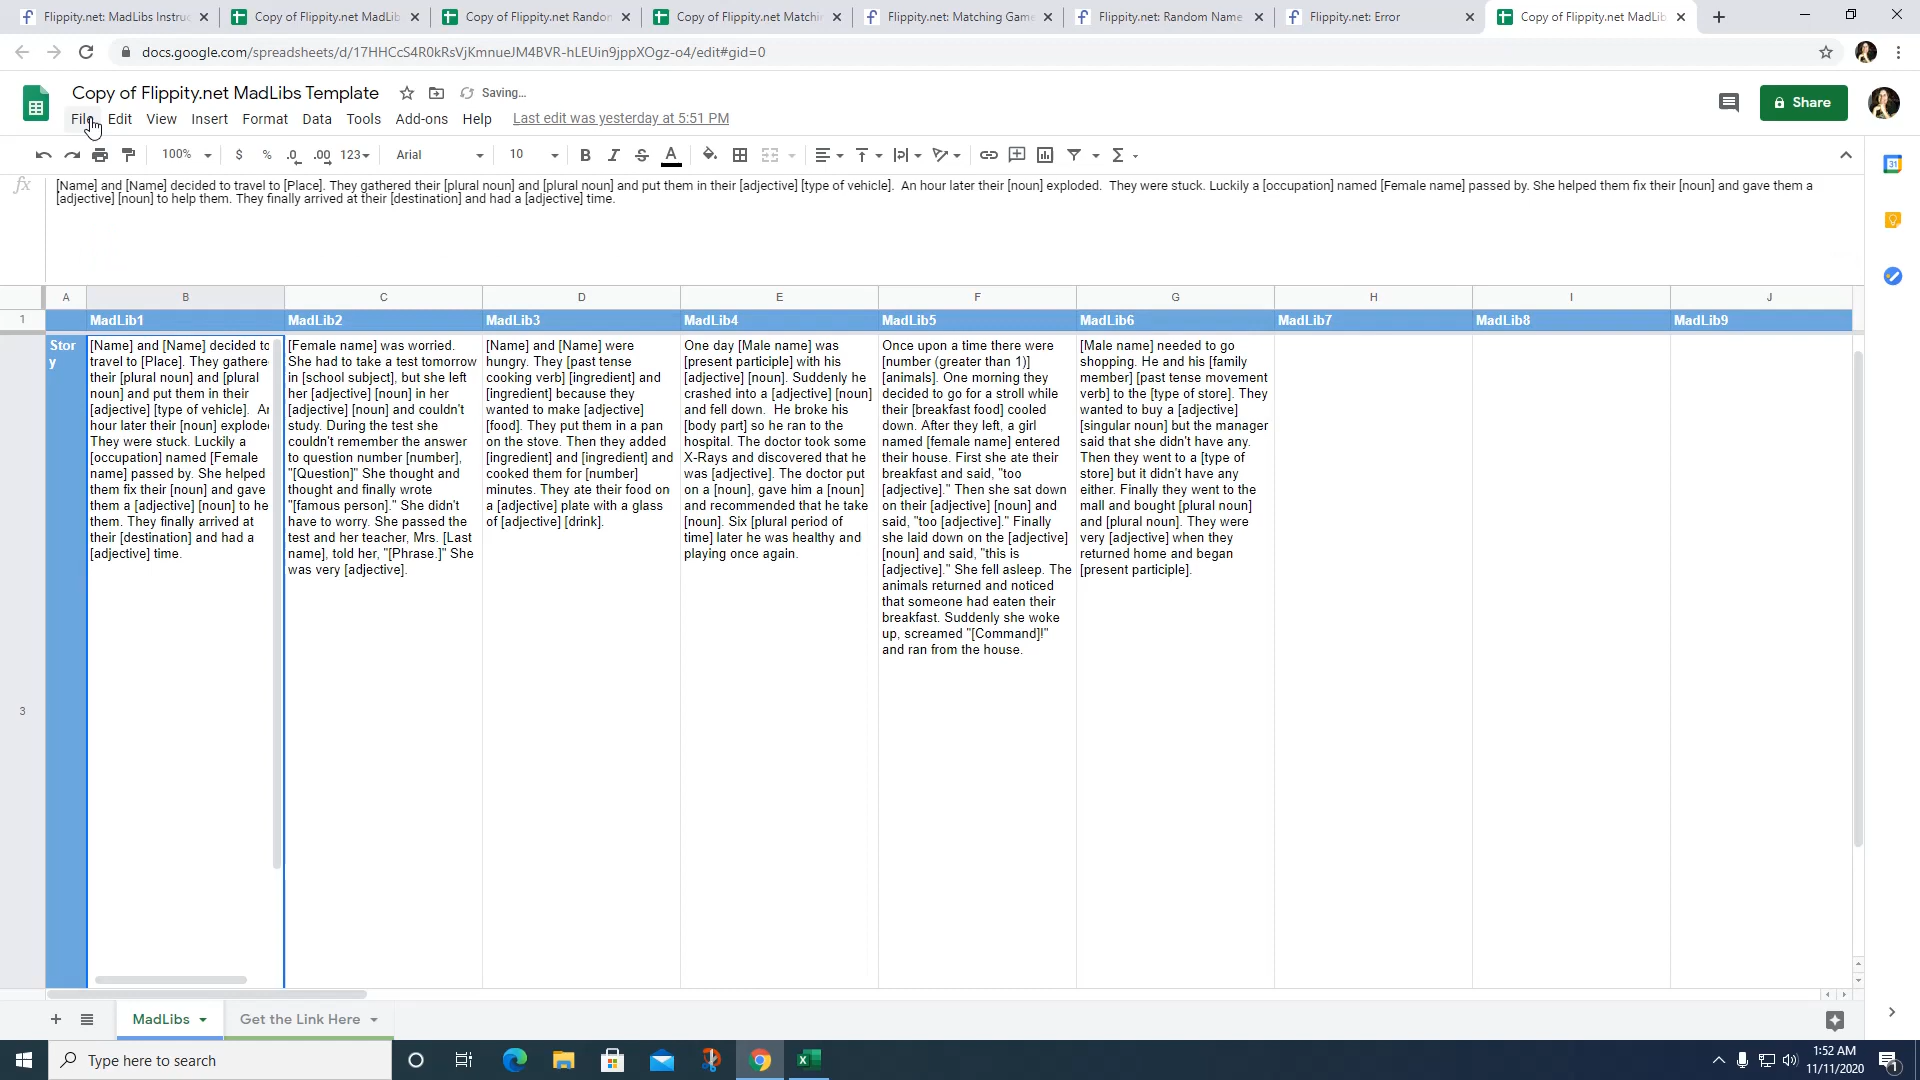 Flippity.net: MadLibs Instruc
Copy of Flippity.net MadLib
Copy of Flippity.net Random
Copy of Flippity.net Matchin
Flippity.net: Matching Game
Flippity.net: Random Name
Flippity.net: Error
Copy of Flippity.net MadLib
docs.google.com/spreadsheets/d/17HHCcS4R0kRsVjKmnueJM4BVR-hLEUin9jppXOgz-o4/edit#gid=0
Copy of Flippity.net MadLibs Template
Saving…
Share
File Edit View Insert Format Data Tools Add-ons Help Last edit was yesterday at 5:51 PM
100% $ % .0 .00 123 Arial 10 B I S A
fx
[Name] and [Name] decided to travel to [Place]. They gathered their [plural noun] and [plural noun] and put them in their [adjective] [type of vehicle].  An hour later their [noun] exploded.  They were stuck. Luckily a [occupation] named [Female name] passed by. She helped them fix their [noun] and gave them a
[adjective] [noun] to help them. They finally arrived at their [destination] and had a [adjective] time.
A B C D E F G H I J
1 MadLib1 MadLib2 MadLib3 MadLib4 MadLib5 MadLib6 MadLib7 MadLib8 MadLib9
3
Stor
y
[Name] and [Name] decided to
travel to [Place]. They gathere
their [plural noun] and [plural
noun] and put them in their
[adjective] [type of vehicle].  An
hour later their [noun] explode
They were stuck. Luckily a
[occupation] named [Female
name] passed by. She helped
them fix their [noun] and gave
them a [adjective] [noun] to he
them. They finally arrived at
their [destination] and had a
[adjective] time.
[Female name] was worried.
She had to take a test tomorrow
in [school subject], but she left
her [adjective] [noun] in her
[adjective] [noun] and couldn't
study. During the test she
couldn't remember the answer
to question number [number],
"[Question]" She thought and
thought and finally wrote
"[famous person]." She didn't
have to worry. She passed the
test and her teacher, Mrs. [Last
name], told her, "[Phrase.]" She
was very [adjective].
[Name] and [Name] were
hungry. They [past tense
cooking verb] [ingredient] and
[ingredient] because they
wanted to make [adjective]
[food]. They put them in a pan
on the stove. Then they added
[ingredient] and [ingredient] and
cooked them for [number]
minutes. They ate their food on
a [adjective] plate with a glass
of [adjective] [drink].
One day [Male name] was
[present participle] with his
[adjective] [noun]. Suddenly he
crashed into a [adjective] [noun]
and fell down.  He broke his
[body part] so he ran to the
hospital. The doctor took some
X-Rays and discovered that he
was [adjective]. The doctor put
on a [noun], gave him a [noun]
and recommended that he take
[noun]. Six [plural period of
time] later he was healthy and
playing once again.
Once upon a time there were
[number (greater than 1)]
[animals]. One morning they
decided to go for a stroll while
their [breakfast food] cooled
down. After they left, a girl
named [female name] entered
their house. First she ate their
breakfast and said, "too
[adjective]." Then she sat down
on their [adjective] [noun] and
said, "too [adjective]." Finally
she laid down on the [adjective]
[noun] and said, "this is
[adjective]." She fell asleep. The
animals returned and noticed
that someone had eaten their
breakfast. Suddenly she woke
up, screamed "[Command]!"
and ran from the house.
[Male name] needed to go
shopping. He and his [family
member] [past tense movement
verb] to the [type of store]. They
wanted to buy a [adjective]
[singular noun] but the manager
said that she didn't have any.
Then they went to a [type of
store] but it didn't have any
either. Finally they went to the
mall and bought [plural noun]
and [plural noun]. They were
very [adjective] when they
returned home and began
[present participle].
31
MadLibs Get the Link Here
Type here to search
1:52 AM
11/11/2020
1